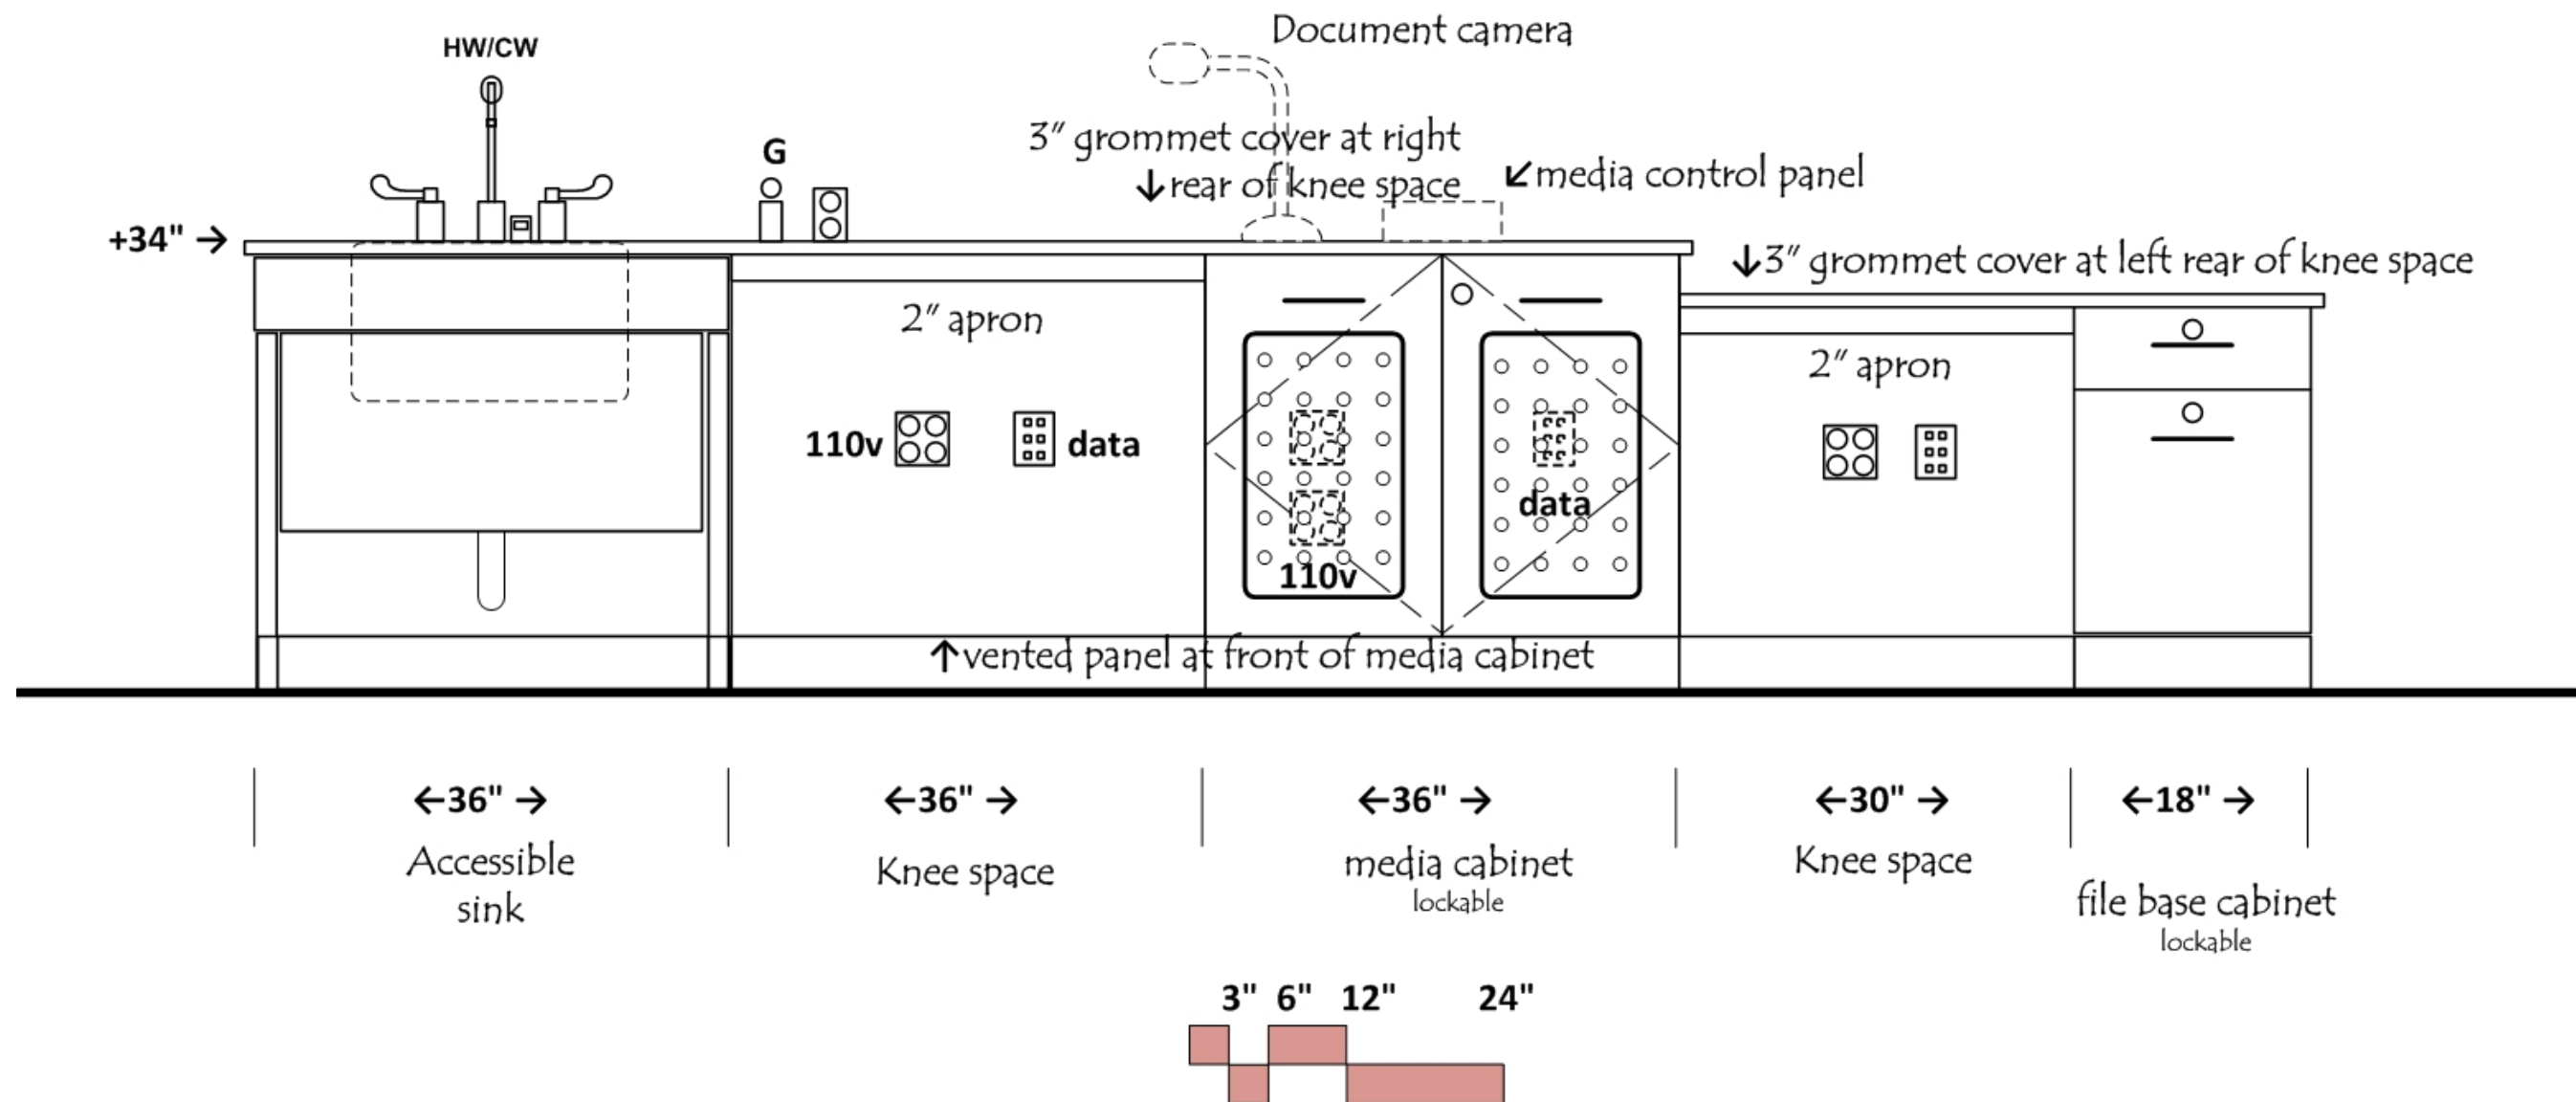 Document camera
HW/CW
3" grommet cover at right
↓rear of knee space
G
↙media control panel
+34" →
↓3" grommet cover at left rear of knee space
2" apron
2" apron
110v
data
data
110v
↑vented panel at front of media cabinet
←36" →
←36" →
←36" →
←30" →
←18" →
Accessible
sink
Knee space
media cabinet
lockable
Knee space
file base cabinet
lockable
3" 6" 12" 24"